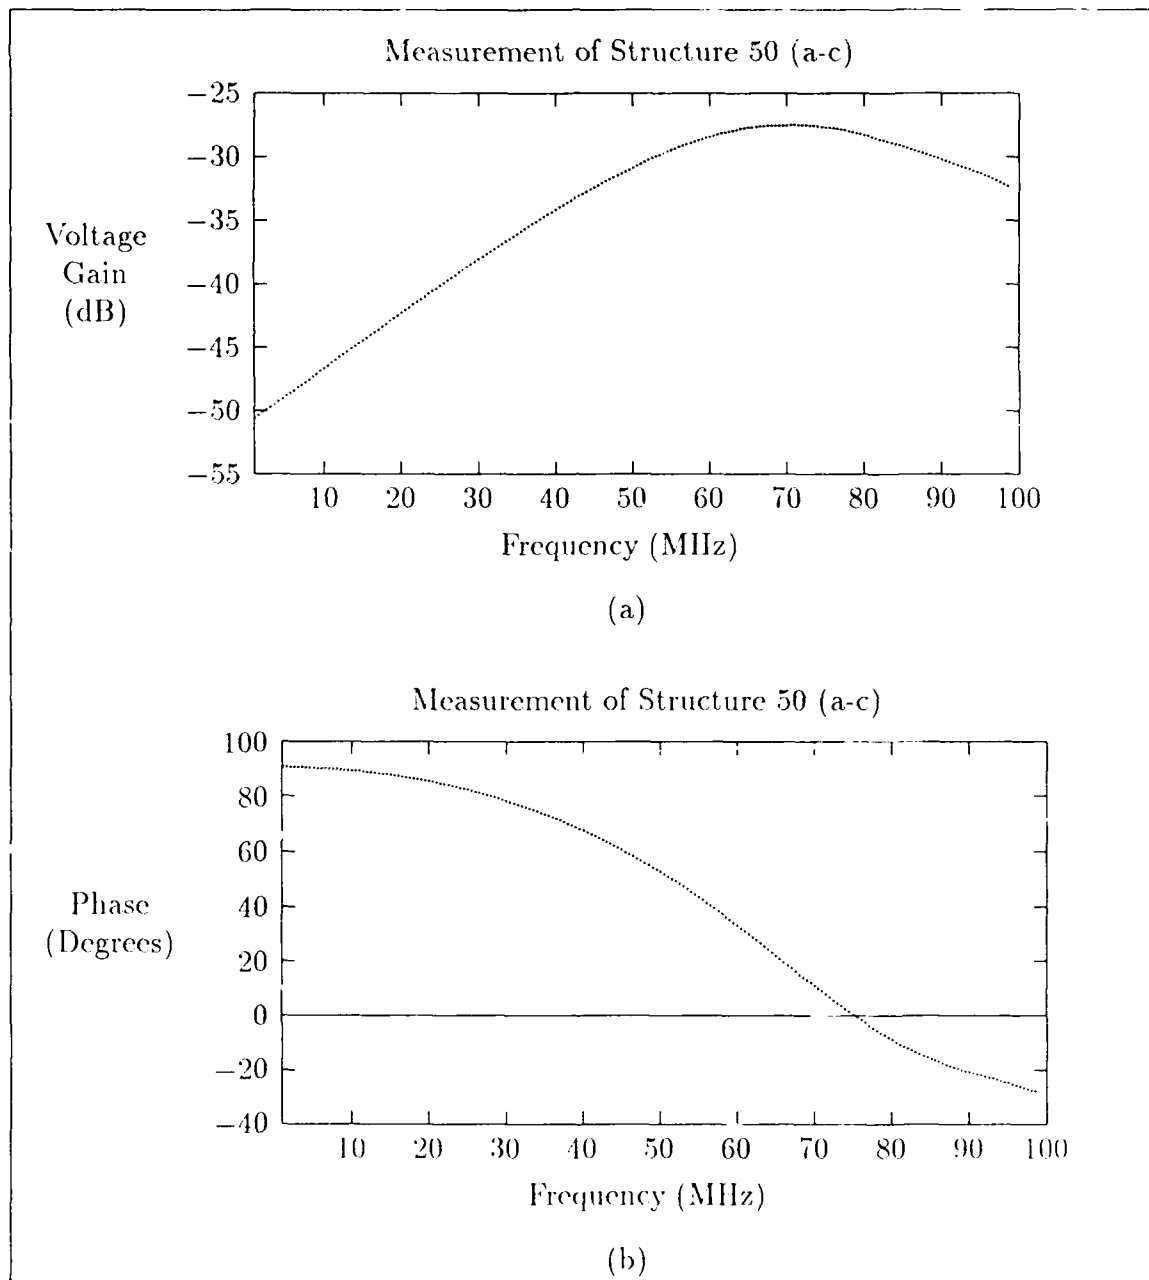 Measurement of Structure 50 (a-c)
−25
−30
−35
−40
−45
−50
−55
Voltage
Gain
(dB)
10 20 30 40 50 60 70 80 90 100
Frequency (MHz)
(a)
Measurement of Structure 50 (a-c)
100
80
60
40
20
0
−20
−40
Phase
(Degrees)
10 20 30 40 50 60 70 80 90 100
Frequency (MHz)
(b)